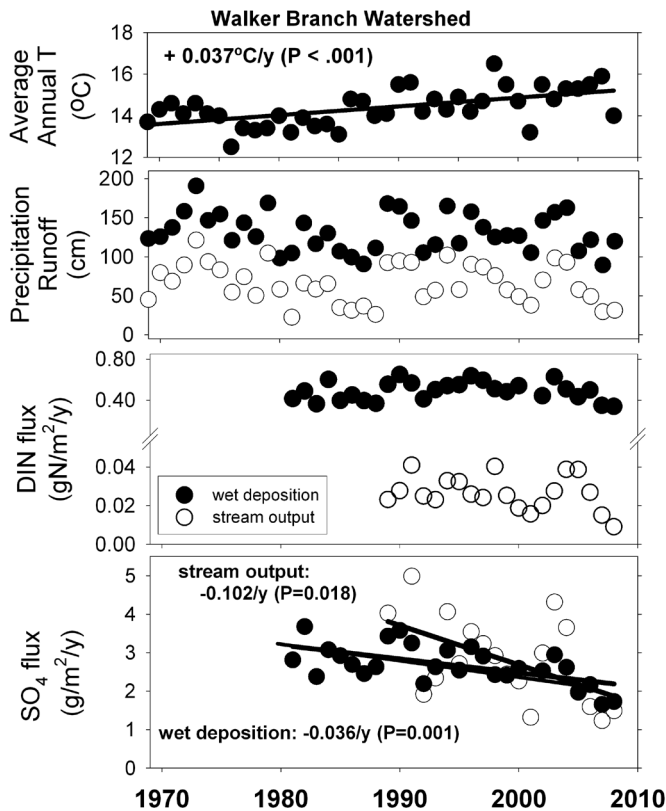 Walker Branch Watershed
Average
Annual T
(°C)
+ 0.037°C/y (P < .001)
18
16
14
12
Precipitation
Runoff
(cm)
200
150
100
50
0
DIN flux
(gN/m²/y)
0.80
0.40
0.04
0.02
0.00
wet deposition
stream output
SO₄ flux
(g/m²/y)
5
4
3
2
1
0
stream output:
-0.102/y (P=0.018)
wet deposition: -0.036/y (P=0.001)
1970 1980 1990 2000 2010